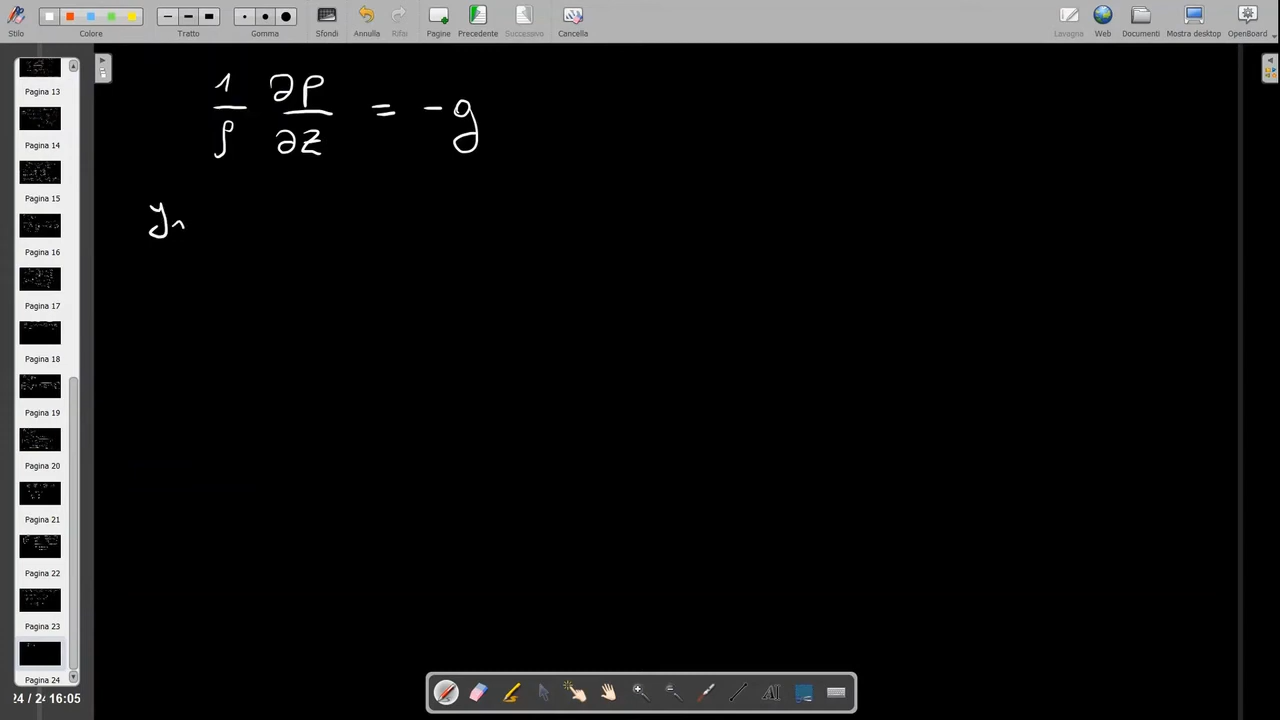 Stilo Colore Tratto Gomma Sfondi Annulla Rifai Pagine Precedente Successivo Cancella Lavagna Web Documenti Mostra desktop OpenBoard
1/ρ ∂P/∂z = -g
Pagina 13
Pagina 14
Pagina 15
Pagina 16
Pagina 17
Pagina 18
Pagina 19
Pagina 20
Pagina 21
Pagina 22
Pagina 23
Pagina 24
16:05